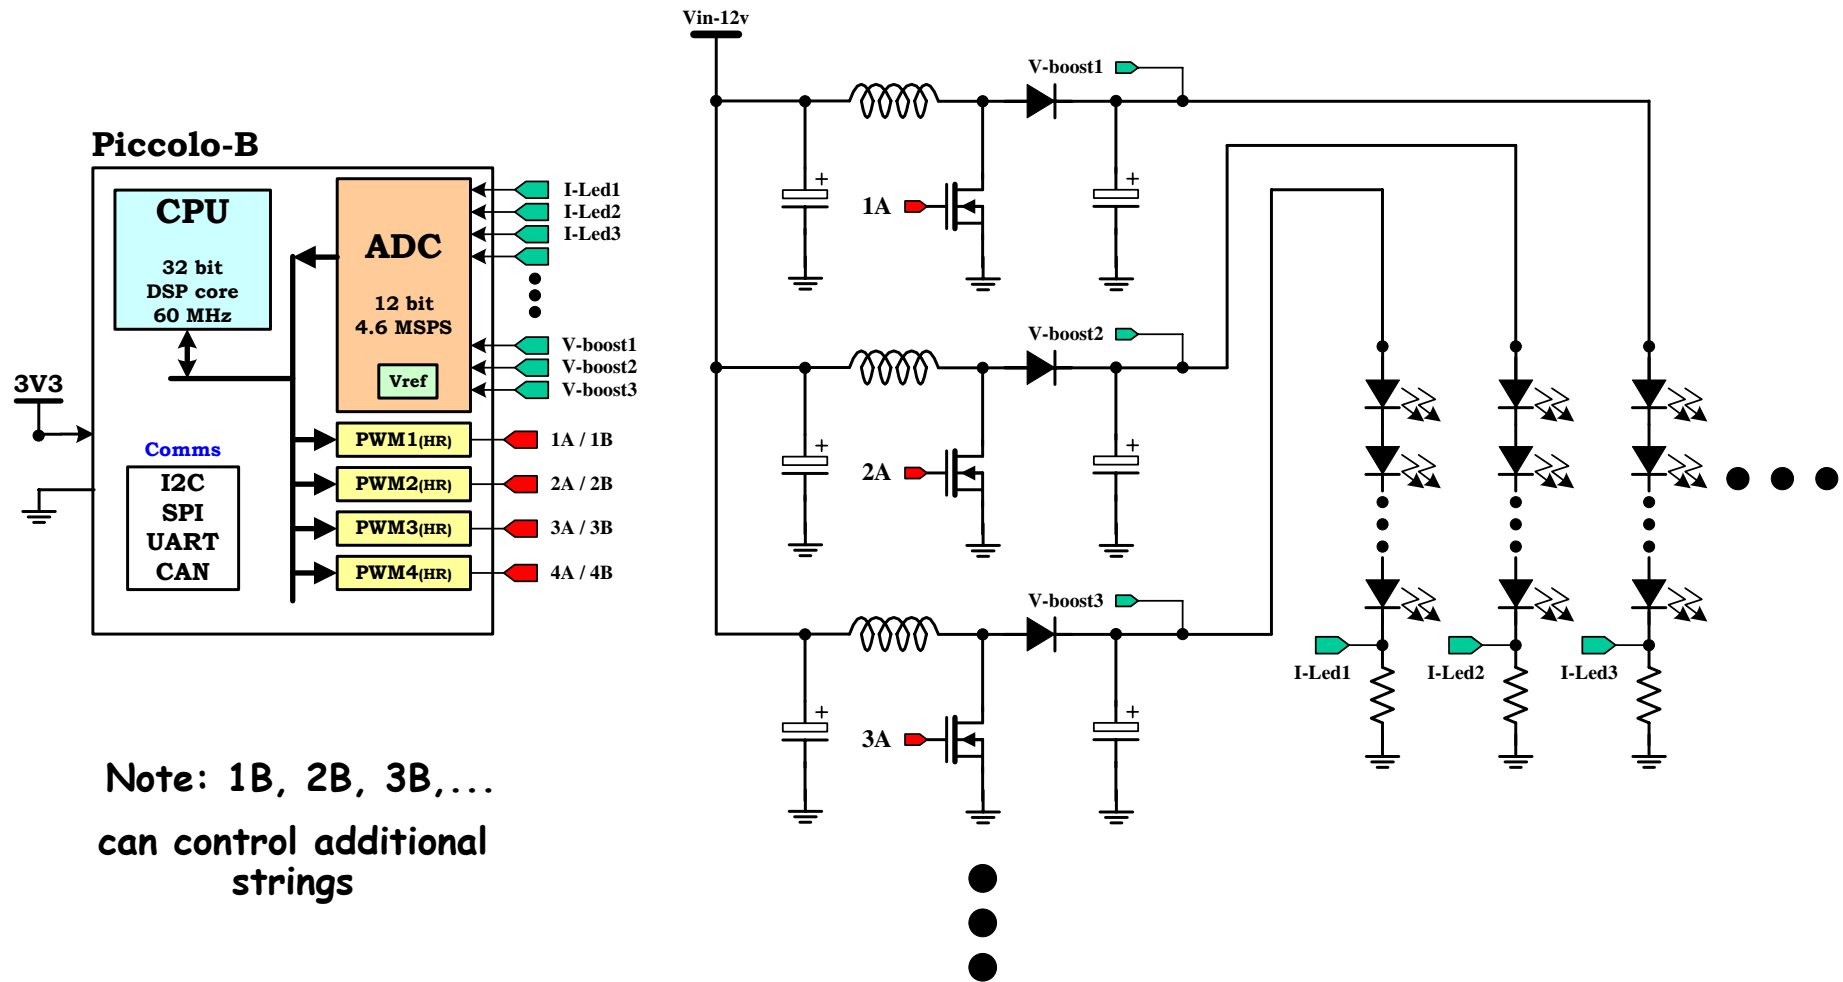 Vin-12v
V-boost1
Piccolo-B
CPU
32 bit
DSP core
60 MHz
ADC
12 bit
4.6 MSPS
Vref
I-Led1
I-Led2
I-Led3
V-boost1
V-boost2
V-boost3
3V3
Comms
I2C
SPI
UART
CAN
PWM1(HR)
1A / 1B
PWM2(HR)
2A / 2B
PWM3(HR)
3A / 3B
PWM4(HR)
4A / 4B
+
+
1A
V-boost2
+
+
2A
V-boost3
+
+
3A
I-Led1
I-Led2
I-Led3
Note: 1B, 2B, 3B,...
can control additional
strings